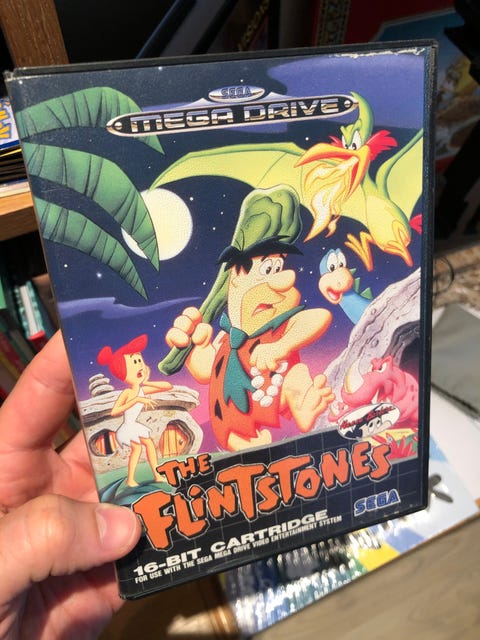 SEGA
MEGA DRIVE
THE
FLINTSTONES
SEGA
16-BIT CARTRIDGE
FOR USE WITH THE SEGA MEGA DRIVE VIDEO ENTERTAINMENT SYSTEM